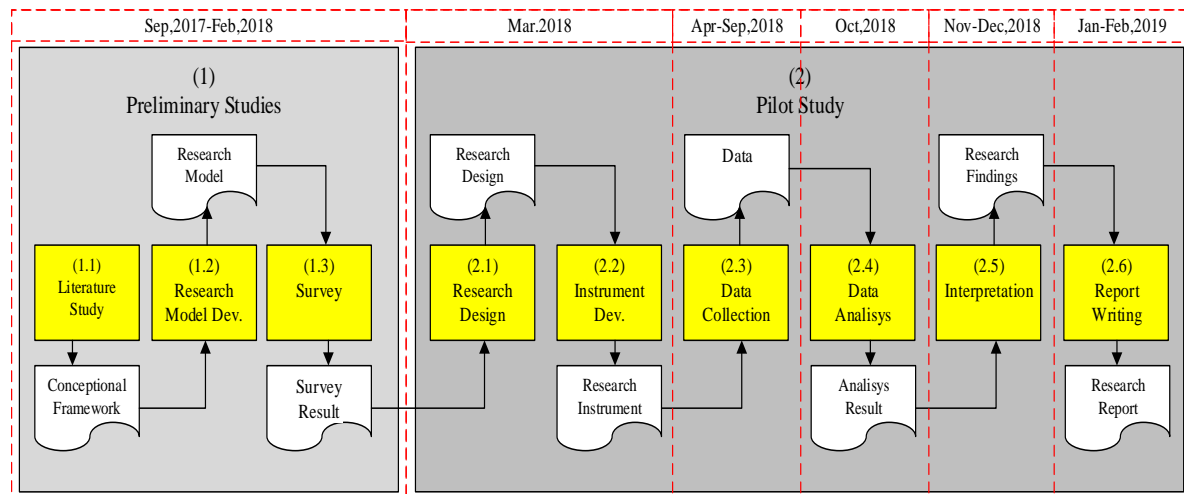 Sep,2017-Feb,2018
Mar.2018
Apr-Sep,2018
Oct,2018
Nov-Dec,2018
Jan-Feb,2019
(1)
Preliminary Studies
(2)
Pilot Study
Research
Model
Research
Design
Data
Research
Findings
(1.1)
Literature
Study
(1.2)
Research
Model Dev.
(1.3)
Survey
(2.1)
Research
Design
(2.2)
Instrument
Dev.
(2.3)
Data
Collection
(2.4)
Data
Analisys
(2.5)
Interpretation
(2.6)
Report
Writing
Conceptional
Framework
Survey
Result
Research
Instrument
Analisys
Result
Research
Report